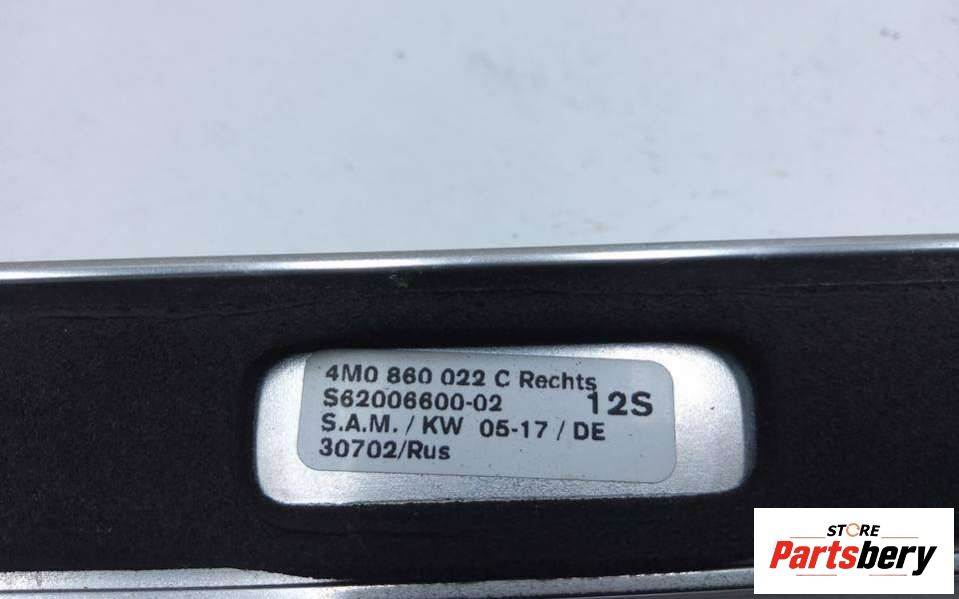 4M0 860 022 C Rechts
S62006600-02 12S
S.A.M. / KW 05-17 / DE
30702/Rus
STORE
Partsbery